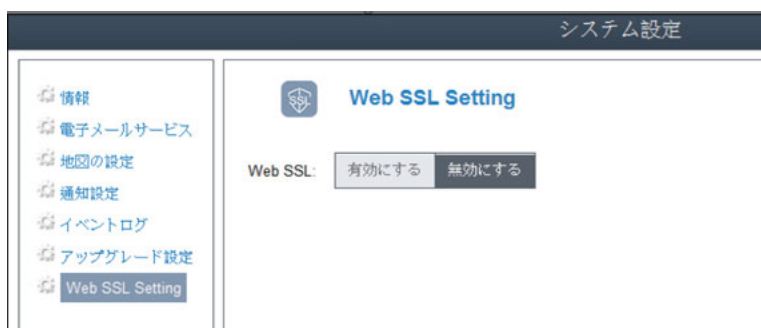 システム設定
情報
電子メールサービス
地図の設定
通知設定
イベントログ
アップグレード設定
Web SSL Setting
SSL
Web SSL Setting
Web SSL: 有効にする 無効にする